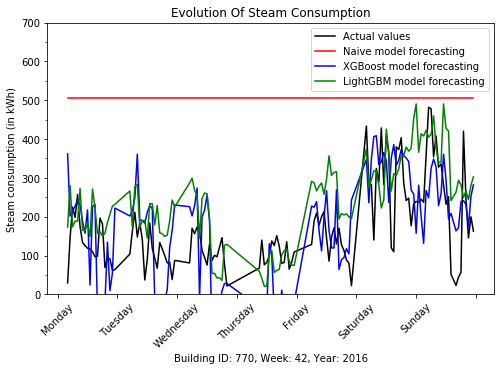 Evolution Of Steam Consumption
Actual values
Naive model forecasting
XGBoost model forecasting
LightGBM model forecasting
Steam consumption (in kWh)
700
600
500
400
300
200
100
0
Monday
Tuesday
Wednesday
Thursday
Friday
Saturday
Sunday
Building ID: 770, Week: 42, Year: 2016